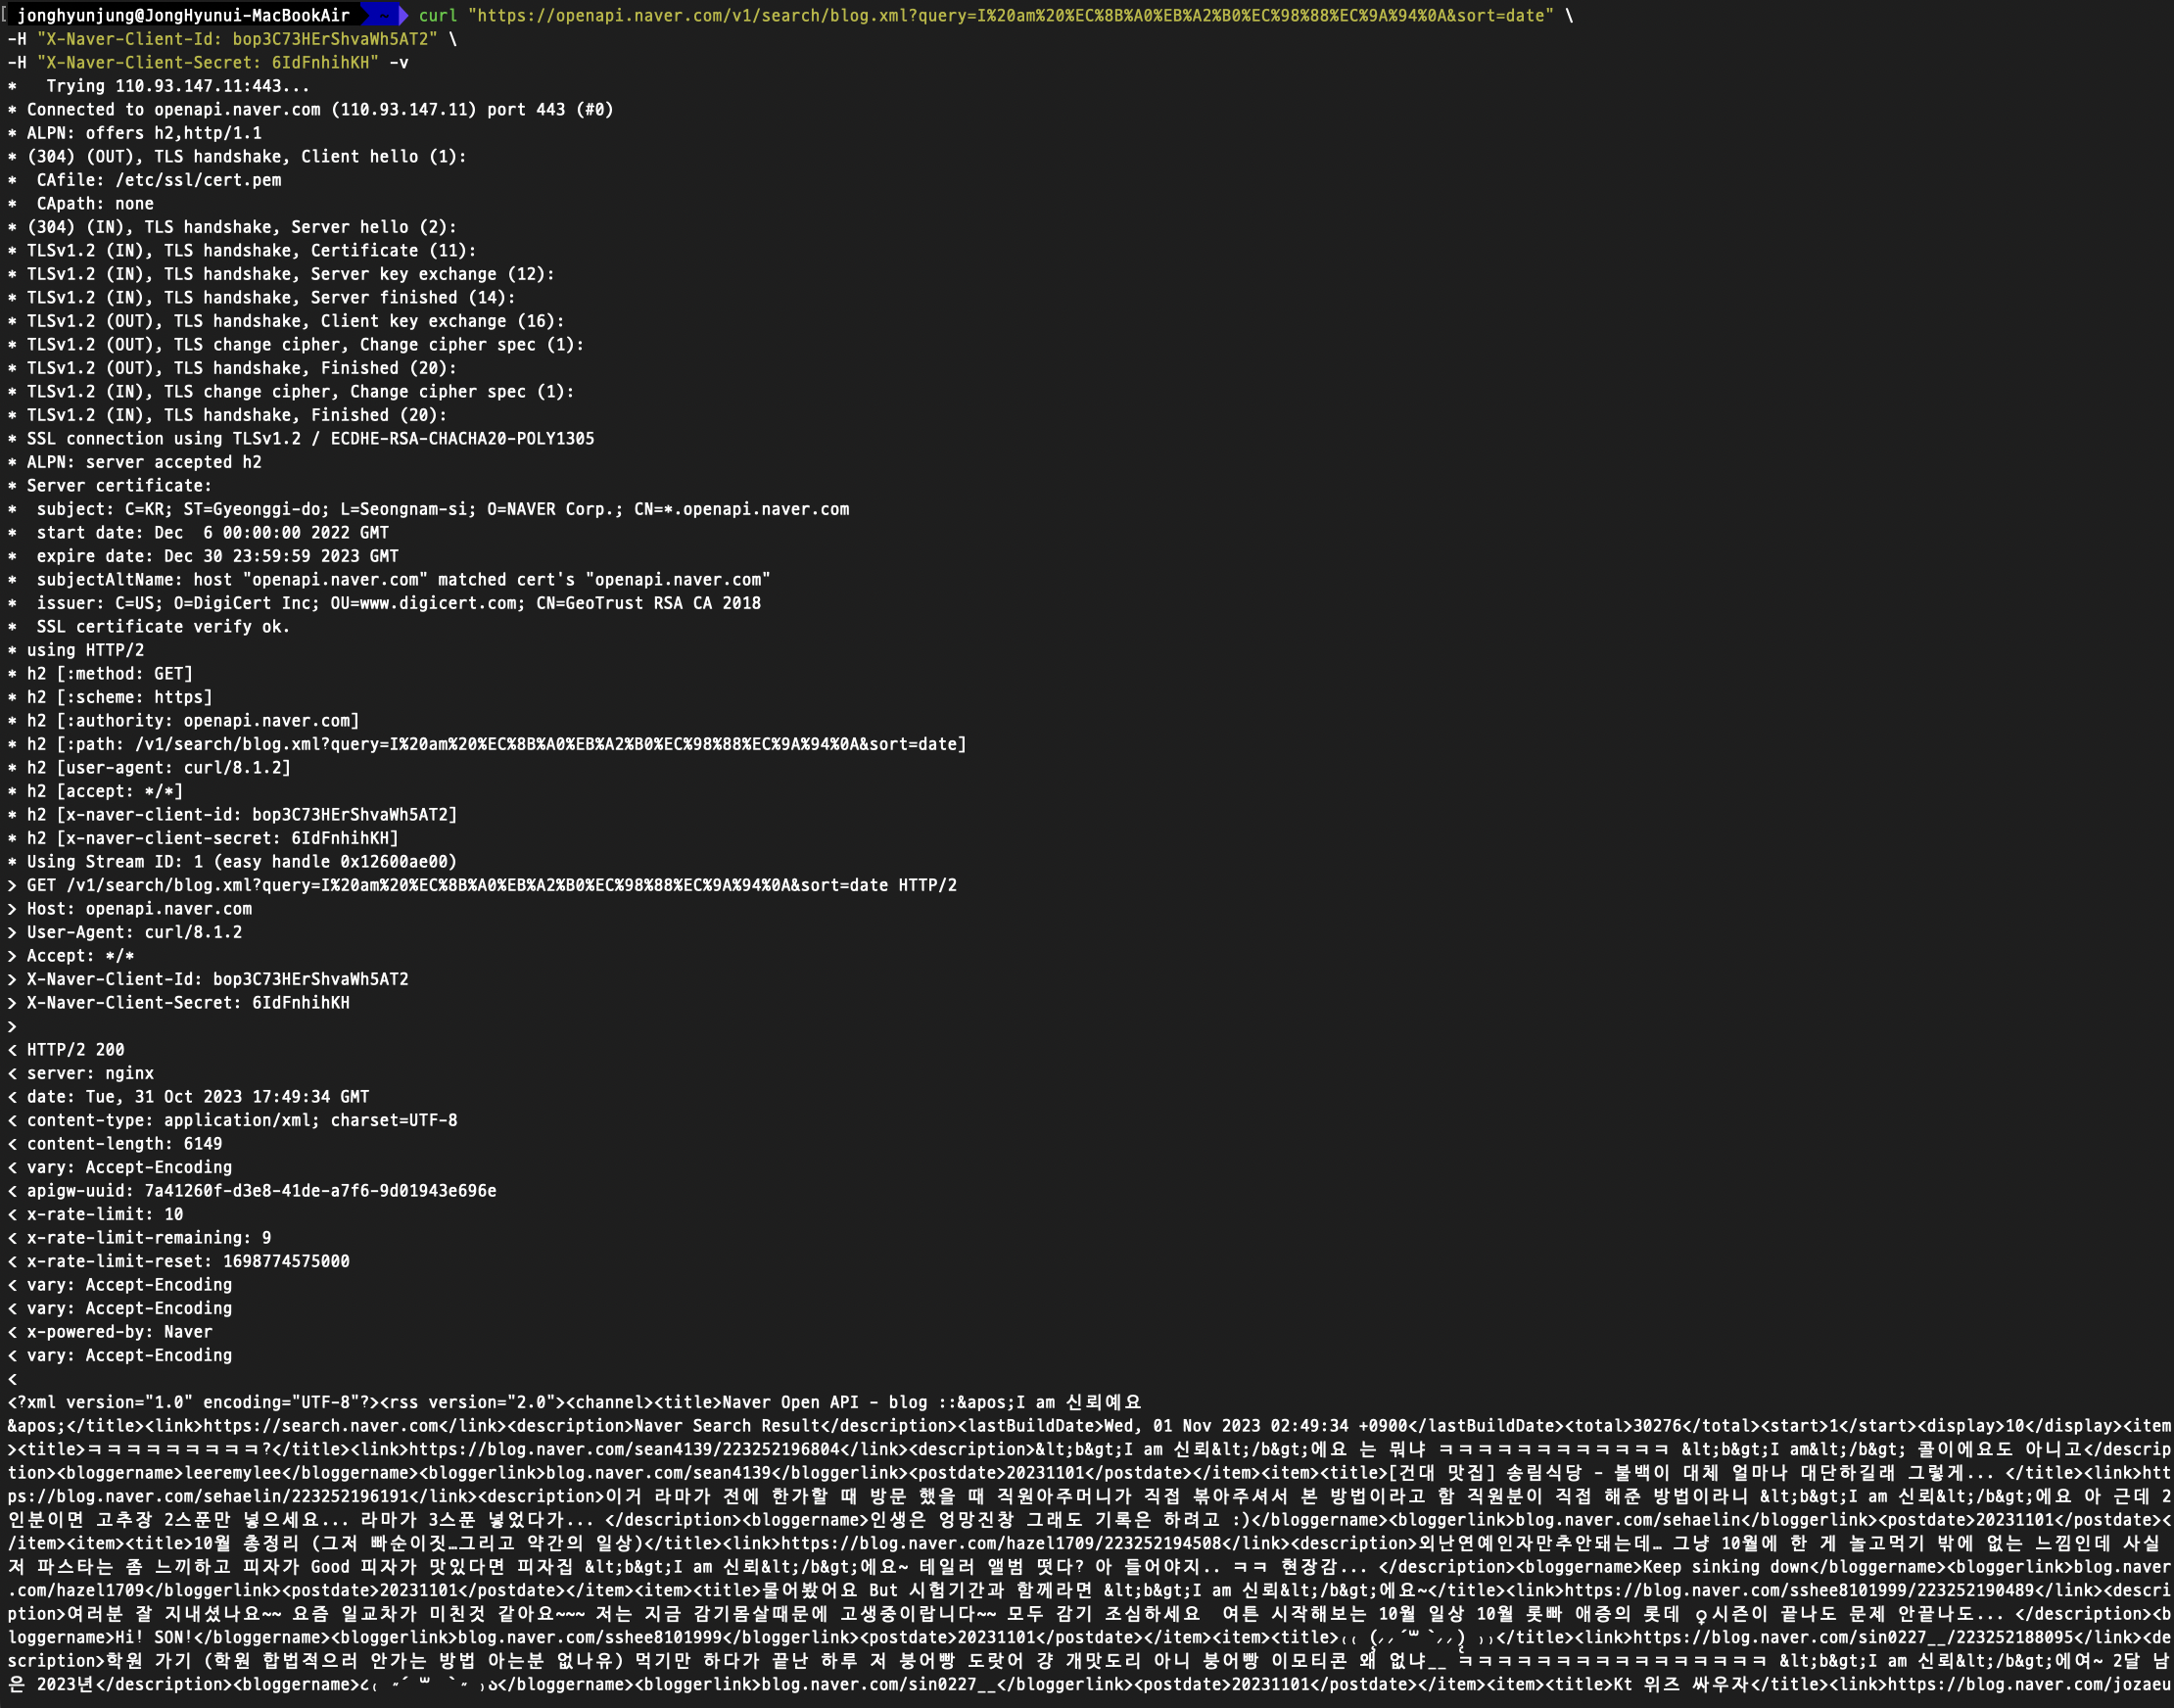 jonghyunjung@JongHyunui-MacBookAir ~ curl "https://openapi.naver.com/v1/search/blog.xml?query=I%20am%20%EC%8B%A0%EB%A2%B0%EC%98%88%EC%9A%94%0A&sort=date" \
-H "X-Naver-Client-Id: bop3C73HErShvaWh5AT2" \
-H "X-Naver-Client-Secret: 6IdFnhihKH" -v
*   Trying 110.93.147.11:443...
* Connected to openapi.naver.com (110.93.147.11) port 443 (#0)
* ALPN: offers h2,http/1.1
* (304) (OUT), TLS handshake, Client hello (1):
*  CAfile: /etc/ssl/cert.pem
*  CApath: none
* (304) (IN), TLS handshake, Server hello (2):
* TLSv1.2 (IN), TLS handshake, Certificate (11):
* TLSv1.2 (IN), TLS handshake, Server key exchange (12):
* TLSv1.2 (IN), TLS handshake, Server finished (14):
* TLSv1.2 (OUT), TLS handshake, Client key exchange (16):
* TLSv1.2 (OUT), TLS change cipher, Change cipher spec (1):
* TLSv1.2 (OUT), TLS handshake, Finished (20):
* TLSv1.2 (IN), TLS change cipher, Change cipher spec (1):
* TLSv1.2 (IN), TLS handshake, Finished (20):
* SSL connection using TLSv1.2 / ECDHE-RSA-CHACHA20-POLY1305
* ALPN: server accepted h2
* Server certificate:
*  subject: C=KR; ST=Gyeonggi-do; L=Seongnam-si; O=NAVER Corp.; CN=*.openapi.naver.com
*  start date: Dec  6 00:00:00 2022 GMT
*  expire date: Dec 30 23:59:59 2023 GMT
*  subjectAltName: host "openapi.naver.com" matched cert's "openapi.naver.com"
*  issuer: C=US; O=DigiCert Inc; OU=www.digicert.com; CN=GeoTrust RSA CA 2018
*  SSL certificate verify ok.
* using HTTP/2
* h2 [:method: GET]
* h2 [:scheme: https]
* h2 [:authority: openapi.naver.com]
* h2 [:path: /v1/search/blog.xml?query=I%20am%20%EC%8B%A0%EB%A2%B0%EC%98%88%EC%9A%94%0A&sort=date]
* h2 [user-agent: curl/8.1.2]
* h2 [accept: */*]
* h2 [x-naver-client-id: bop3C73HErShvaWh5AT2]
* h2 [x-naver-client-secret: 6IdFnhihKH]
* Using Stream ID: 1 (easy handle 0x12600ae00)
> GET /v1/search/blog.xml?query=I%20am%20%EC%8B%A0%EB%A2%B0%EC%98%88%EC%9A%94%0A&sort=date HTTP/2
> Host: openapi.naver.com
> User-Agent: curl/8.1.2
> Accept: */*
> X-Naver-Client-Id: bop3C73HErShvaWh5AT2
> X-Naver-Client-Secret: 6IdFnhihKH
>
< HTTP/2 200
< server: nginx
< date: Tue, 31 Oct 2023 17:49:34 GMT
< content-type: application/xml; charset=UTF-8
< content-length: 6149
< vary: Accept-Encoding
< apigw-uuid: 7a41260f-d3e8-41de-a7f6-9d01943e696e
< x-rate-limit: 10
< x-rate-limit-remaining: 9
< x-rate-limit-reset: 1698774575000
< vary: Accept-Encoding
< vary: Accept-Encoding
< x-powered-by: Naver
< vary: Accept-Encoding
<
<?xml version="1.0" encoding="UTF-8"?><rss version="2.0"><channel><title>Naver Open API - blog ::&apos;I am 신뢰예요
&apos;</title><link>https://search.naver.com</link><description>Naver Search Result</description><lastBuildDate>Wed, 01 Nov 2023 02:49:34 +0900</lastBuildDate><total>30276</total><start>1</start><display>10</display><item
><title>ㅋㅋㅋㅋㅋㅋㅋㅋㅋ?</title><link>https://blog.naver.com/sean4139/223252196804</link><description>&lt;b&gt;I am 신뢰&lt;/b&gt;에요 는 뭐냐 ㅋㅋㅋㅋㅋㅋㅋㅋㅋㅋㅋㅋ &lt;b&gt;I am&lt;/b&gt; 콜이에요도 아니고</descrip
tion><bloggername>leeremylee</bloggername><bloggerlink>blog.naver.com/sean4139</bloggerlink><postdate>20231101</postdate></item><item><title>[건대 맛집] 송림식당 - 불백이 대체 얼마나 대단하길래 그렇게... </title><link>htt
ps://blog.naver.com/sehaelin/223252196191</link><description>이거 라마가 전에 한가할 때 방문 했을 때 직원아주머니가 직접 볶아주셔서 본 방법이라고 함 직원분이 직접 해준 방법이라니 &lt;b&gt;I am 신뢰&lt;/b&gt;에요 아 근데 2
인분이면 고추장 2스푼만 넣으세요... 라마가 3스푼 넣었다가... </description><bloggername>인생은 엉망진창 그래도 기록은 하려고 :)</bloggername><bloggerlink>blog.naver.com/sehaelin</bloggerlink><postdate>20231101</postdate><
/item><item><title>10월 총정리 (그저 빠순이짓…그리고 약간의 일상)</title><link>https://blog.naver.com/hazel1709/223252194508</link><description>외난연예인자만추안돼는데… 그냥 10월에 한 게 놀고먹기 밖에 없는 느낌인데 사실
저 파스타는 좀 느끼하고 피자가 Good 피자가 맛있다면 피자집 &lt;b&gt;I am 신뢰&lt;/b&gt;에요~ 테일러 앨범 떳다? 아 들어야지.. ㅋㅋ 현장감... </description><bloggername>Keep sinking down</bloggername><bloggerlink>blog.naver
.com/hazel1709</bloggerlink><postdate>20231101</postdate></item><item><title>물어봤어요 But 시험기간과 함께라면 &lt;b&gt;I am 신뢰&lt;/b&gt;에요~</title><link>https://blog.naver.com/sshee8101999/223252190489</link><descri
ption>여러분 잘 지내셨나요~~ 요즘 일교차가 미친것 같아요~~~ 저는 지금 감기몸살때문에 고생중이랍니다~~ 모두 감기 조심하세요  여튼 시작해보는 10월 일상 10월 롯빠 애증의 롯데 ♀시즌이 끝나도 문제 안끝나도... </description><b
loggername>Hi! SON!</bloggername><bloggerlink>blog.naver.com/sshee8101999</bloggerlink><postdate>20231101</postdate></item><item><title></title><link>https://blog.naver.com/sin0227__/223252188095</link><de
scription>학원 가기 (학원 합법적으러 안가는 방법 아는분 없나유) 먹기만 하다가 끝난 하루 저 붕어빵 도랏어 걍 개맛도리 아니 붕어빵 이모티콘 왜 없냐__ ㅋㅋㅋㅋㅋㅋㅋㅋㅋㅋㅋㅋㅋㅋㅋㅋ &lt;b&gt;I am 신뢰&lt;/b&gt;에여~ 2달 남
은 2023년</description><bloggername></bloggername><bloggerlink>blog.naver.com/sin0227__</bloggerlink><postdate>20231101</postdate></item><item><title>Kt 위즈 싸우자</title><link>https://blog.naver.com/jozaeu